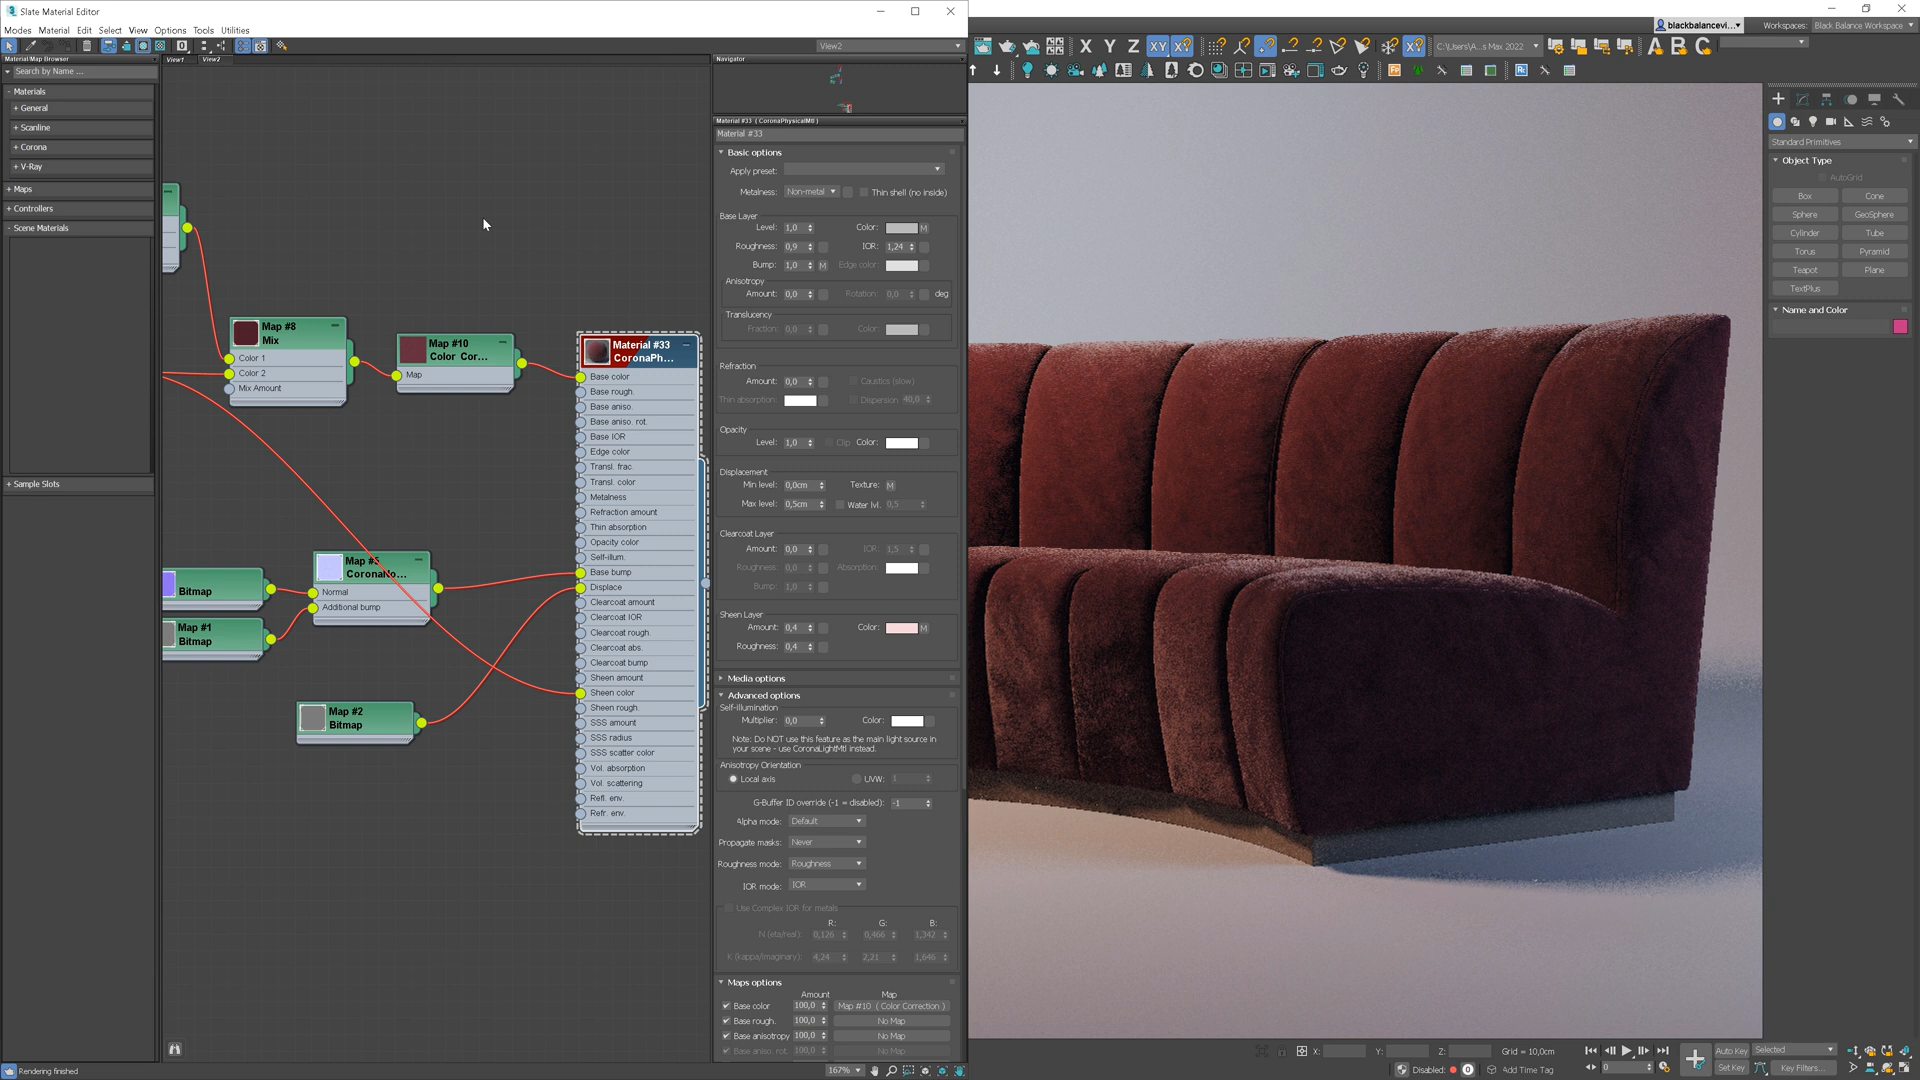 Slate Material Editor
Modes Material Edit Select View Options Tools Utilities
View2
Material/Map Browser
Search by Name ...
- Materials
+ General
+ Scanline
+ Corona
+ V-Ray
+ Maps
+ Controllers
- Scene Materials
+ Sample Slots
View1 View2
Map #8
Mix
Color 1
Color 2
Mix Amount
Map #10
Color Cor...
Map
Material #33
CoronaPh...
Base color
Base rough.
Base aniso.
Base aniso. rot.
Base IOR
Edge color
Transl. frac.
Transl. color
Metalness
Refraction amount
Thin absorption
Opacity color
Self-illum.
Base bump
Displace
Clearcoat amount
Clearcoat IOR
Clearcoat rough.
Clearcoat abs.
Clearcoat bump
Sheen amount
Sheen color
Sheen rough.
SSS amount
SSS radius
SSS scatter color
Vol. absorption
Vol. scattering
Refl. env.
Refr. env.
Bitmap
Map #1
Bitmap
Normal
Additional bump
Map #2
Bitmap
Navigator
Material #33 ( CoronaPhysicalMtl )
Material #33
Basic options
Apply preset:
Metalness: Non-metal Thin shell (no inside)
Base Layer
Level: 1,0 Color: M
Roughness: 0,9 IOR: 1,24
Bump: 1,0 M Edge color:
Anisotropy
Amount: 0,0 Rotation: 0,0 deg
Translucency
Fraction: 0,0 Color:
Refraction
Amount: 0,0 Caustics (slow)
Thin absorption: Dispersion 40,0
Opacity
Level: 1,0 Clip Color:
Displacement
Min level: 0,0cm Texture: M
Max level: 0,5cm Water lvl. 0,5
Clearcoat Layer
Amount: 0,0 IOR: 1,5
Roughness: 0,0 Absorption:
Bump: 1,0
Sheen Layer
Amount: 0,4 Color: M
Roughness: 0,4
Media options
Advanced options
Self-illumination
Multiplier: 0,0 Color:
Note: Do NOT use this feature as the main light source in
your scene - use CoronaLightMtl instead.
Anisotropy Orientation
Local axis UVW: 1
G-Buffer ID override (-1 = disabled): -1
Alpha mode: Default
Propagate masks: Never
Roughness mode: Roughness
IOR mode: IOR
Use Complex IOR for metals
R: G: B:
N (eta/real): 0,126 0,466 1,342
K (kappa/imaginary): 4,24 2,21 1,646
Maps options
Amount Map
Base color 100,0 Map #10 ( Color Correction )
Base rough. 100,0 No Map
Base anisotropy 100,0 No Map
Base aniso. rot. 100,0 No Map
Rendering finished
167%
blackbalancevi...
Workspaces: Black Balance Workspace
X Y Z XY
C:\Users\A...s Max 2022
A B C
Standard Primitives
Object Type
AutoGrid
Box Cone
Sphere GeoSphere
Cylinder Tube
Torus Pyramid
Teapot Plane
TextPlus
Name and Color
X: Y: Z: Grid = 10,0cm
Disabled: Add Time Tag
0
Auto Key Selected
Set Key Key Filters...